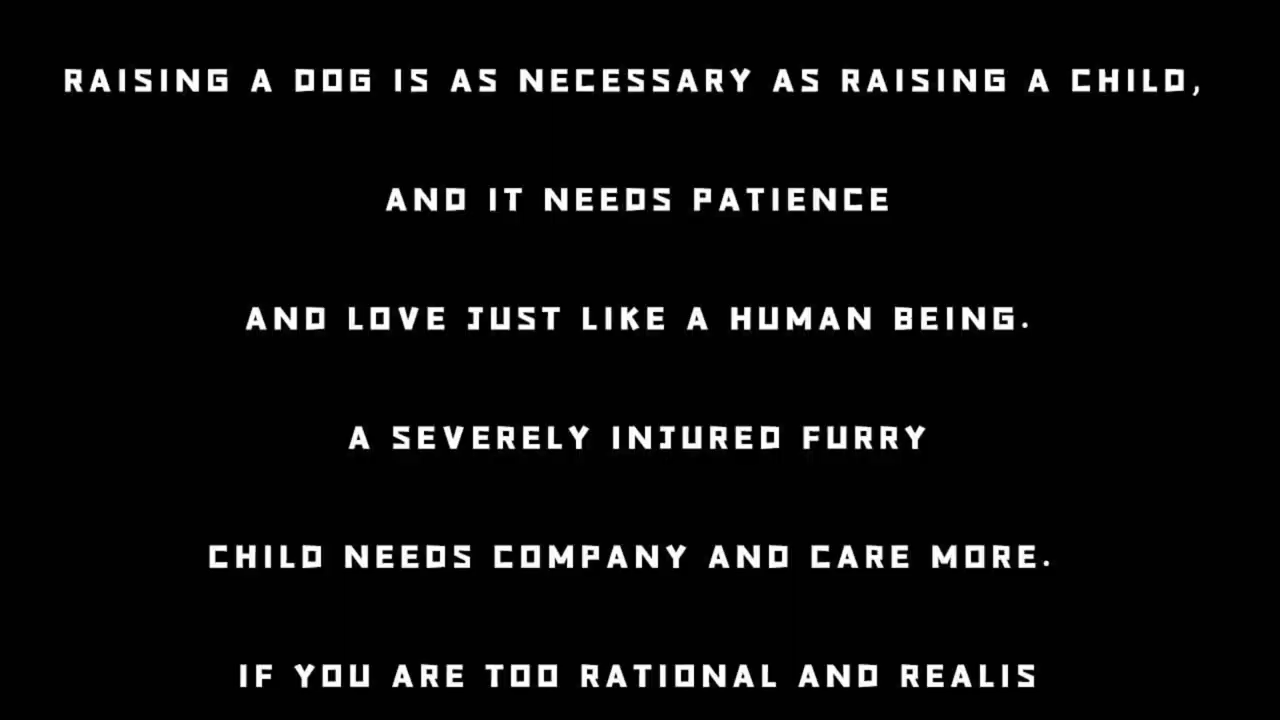 RAISING A DOG IS AS NECESSARY AS RAISING A CHILD,
AND IT NEEDS PATIENCE
AND LOVE JUST LIKE A HUMAN BEING.
A SEVERELY INJURED FURRY
CHILD NEEDS COMPANY AND CARE MORE.
IF YOU ARE TOO RATIONAL AND REALIS